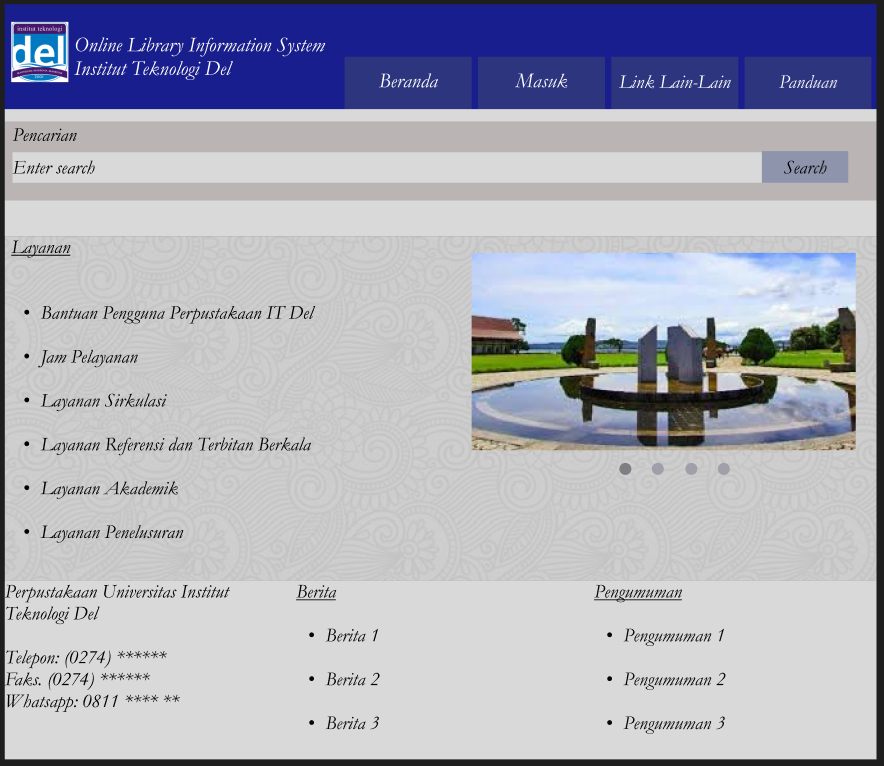 institut teknologi
del
Online Library Information System
Institut Teknologi Del
Beranda
Masuk
Link Lain-Lain
Panduan
Pencarian
Enter search
Search
Layanan
• Bantuan Pengguna Perpustakaan IT Del
• Jam Pelayanan
• Layanan Sirkulasi
• Layanan Referensi dan Terbitan Berkala
• Layanan Akademik
• Layanan Penelusuran
Perpustakaan Universitas Institut
Teknologi Del
Telepon: (0274) ******
Faks. (0274) ******
Whatsapp: 0811 **** **
Berita
• Berita 1
• Berita 2
• Berita 3
Pengumuman
• Pengumuman 1
• Pengumuman 2
• Pengumuman 3